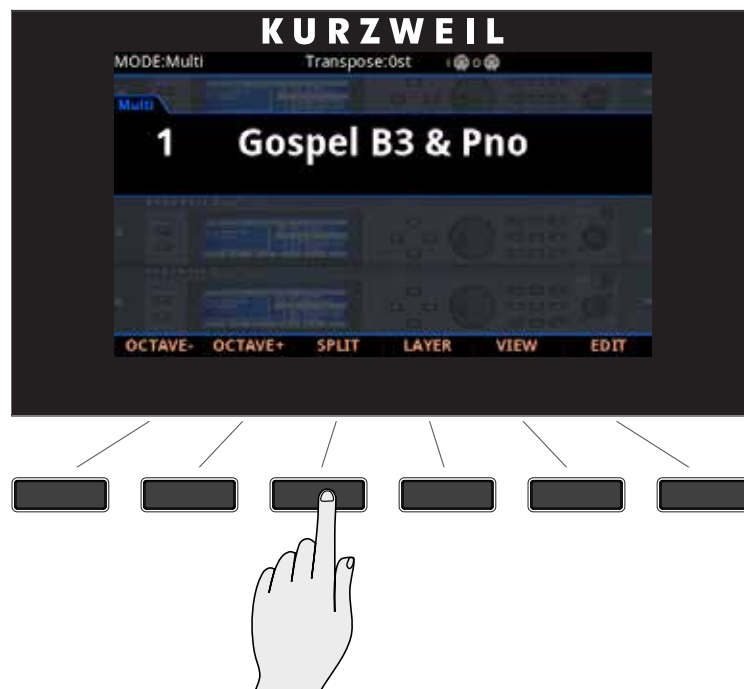 KURZWEIL
MODE:Multi Transpose:0st I O
Multi
1 Gospel B3 & Pno
OCTAVE- OCTAVE+ SPLIT LAYER VIEW EDIT